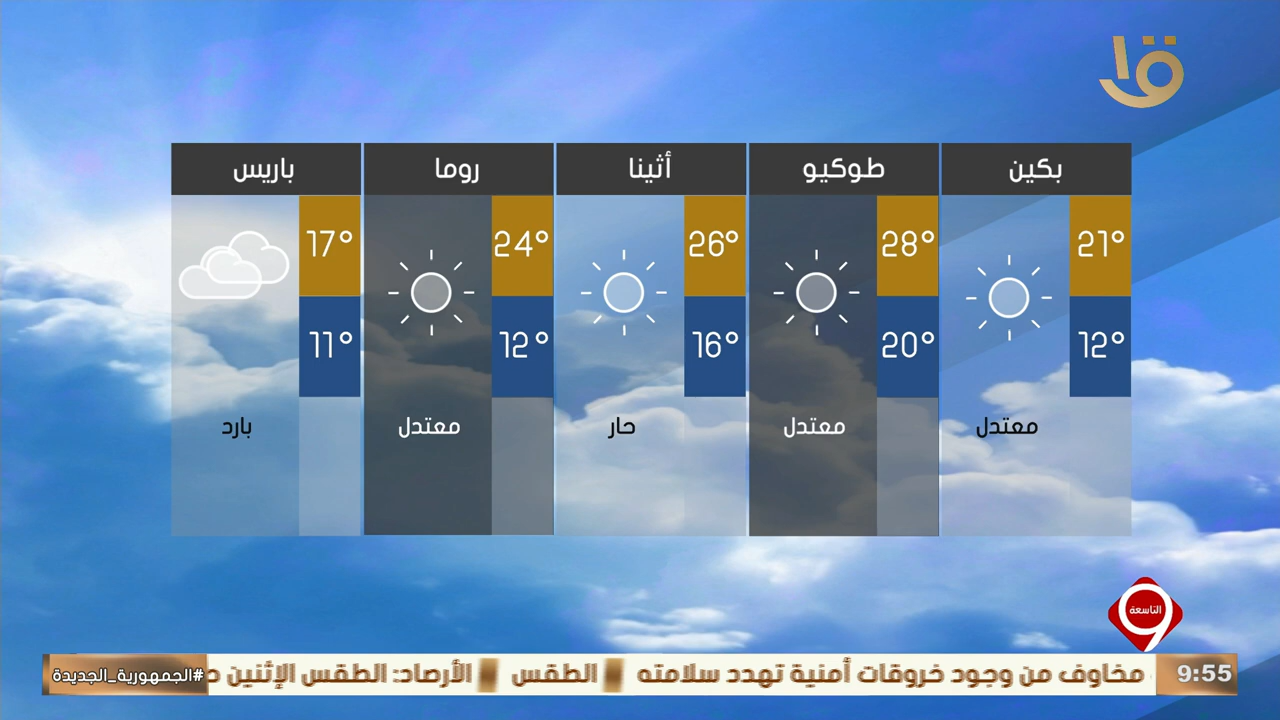 بكين
21°
12°
معتدل
طوكيو
28°
20°
معتدل
أثينا
26°
16°
حار
روما
24°
12°
معتدل
باريس
17°
11°
بارد
التاسعة
9
9:55
مخاوف من وجود خروقات أمنية تهدد سلامته الطقس الأرصاد: الطقس الإثنين
#الجمهورية_الجديدة